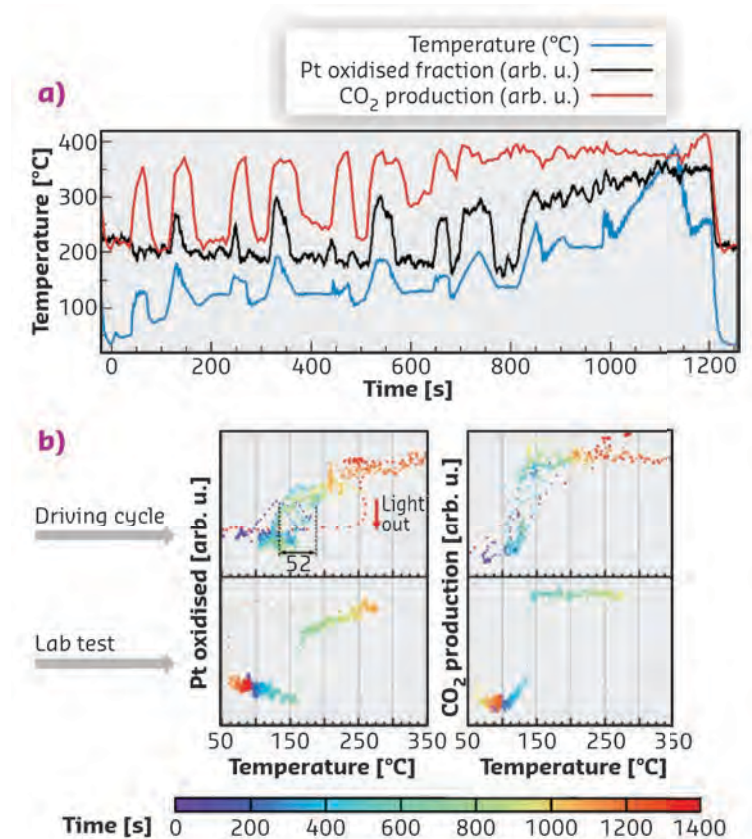 Temperature (°C)
Pt oxidised fraction (arb. u.)
CO₂ production (arb. u.)
a)
Temperature [°C]
400
300
200
100
0 200 400 600 800 1000 1200
Time [s]
b)
Driving cycle
Lab test
Pt oxidised [arb. u.]
Light
out
52
CO₂ production [arb. u.]
50 150 250 350
50 150 250 350
Temperature [°C] Temperature [°C]
Time [s] 0 200 400 600 800 1000 1200 1400